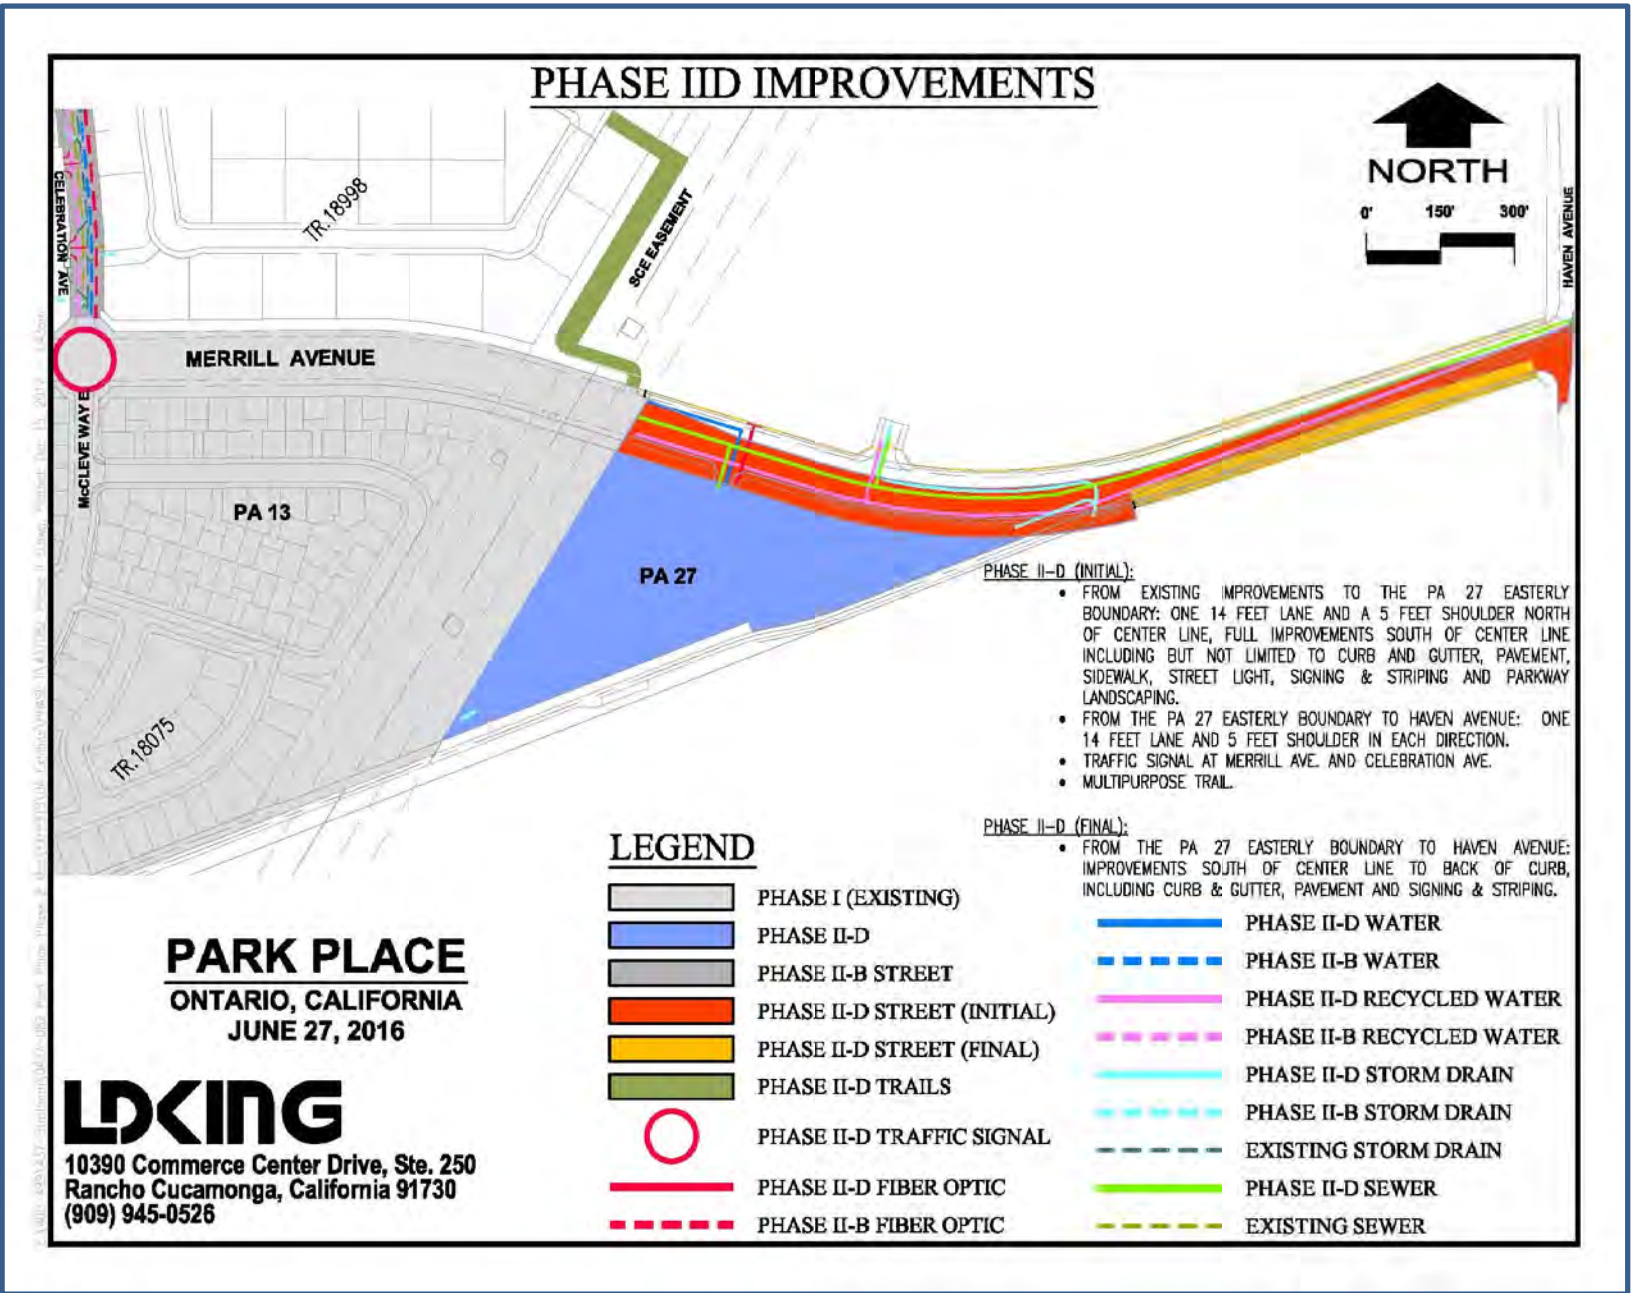 PHASE IID IMPROVEMENTS
NORTH
0' 150' 300'
HAVEN AVENUE
CELEBRATION AVE.
TR.18998
SCE EASEMENT
MERRILL AVENUE
McCLEVE WAY E
PA 13
PA 27
TR.18075
PHASE II-D (INITIAL):
• FROM EXISTING IMPROVEMENTS TO THE PA 27 EASTERLY
BOUNDARY: ONE 14 FEET LANE AND A 5 FEET SHOULDER NORTH
OF CENTER LINE, FULL IMPROVEMENTS SOUTH OF CENTER LINE
INCLUDING BUT NOT LIMITED TO CURB AND GUTTER, PAVEMENT,
SIDEWALK, STREET LIGHT, SIGNING & STRIPING AND PARKWAY
LANDSCAPING.
• FROM THE PA 27 EASTERLY BOUNDARY TO HAVEN AVENUE: ONE
14 FEET LANE AND 5 FEET SHOULDER IN EACH DIRECTION.
• TRAFFIC SIGNAL AT MERRILL AVE. AND CELEBRATION AVE.
• MULTIPURPOSE TRAIL.
PHASE II-D (FINAL):
• FROM THE PA 27 EASTERLY BOUNDARY TO HAVEN AVENUE:
IMPROVEMENTS SOUTH OF CENTER LINE TO BACK OF CURB,
INCLUDING CURB & GUTTER, PAVEMENT AND SIGNING & STRIPING.
LEGEND
PHASE I (EXISTING)
PHASE II-D
PHASE II-B STREET
PHASE II-D STREET (INITIAL)
PHASE II-D STREET (FINAL)
PHASE II-D TRAILS
PHASE II-D TRAFFIC SIGNAL
PHASE II-D FIBER OPTIC
PHASE II-B FIBER OPTIC
PHASE II-D WATER
PHASE II-B WATER
PHASE II-D RECYCLED WATER
PHASE II-B RECYCLED WATER
PHASE II-D STORM DRAIN
PHASE II-B STORM DRAIN
EXISTING STORM DRAIN
PHASE II-D SEWER
EXISTING SEWER
PARK PLACE
ONTARIO, CALIFORNIA
JUNE 27, 2016
LDKING
10390 Commerce Center Drive, Ste. 250
Rancho Cucamonga, California 91730
(909) 945-0526